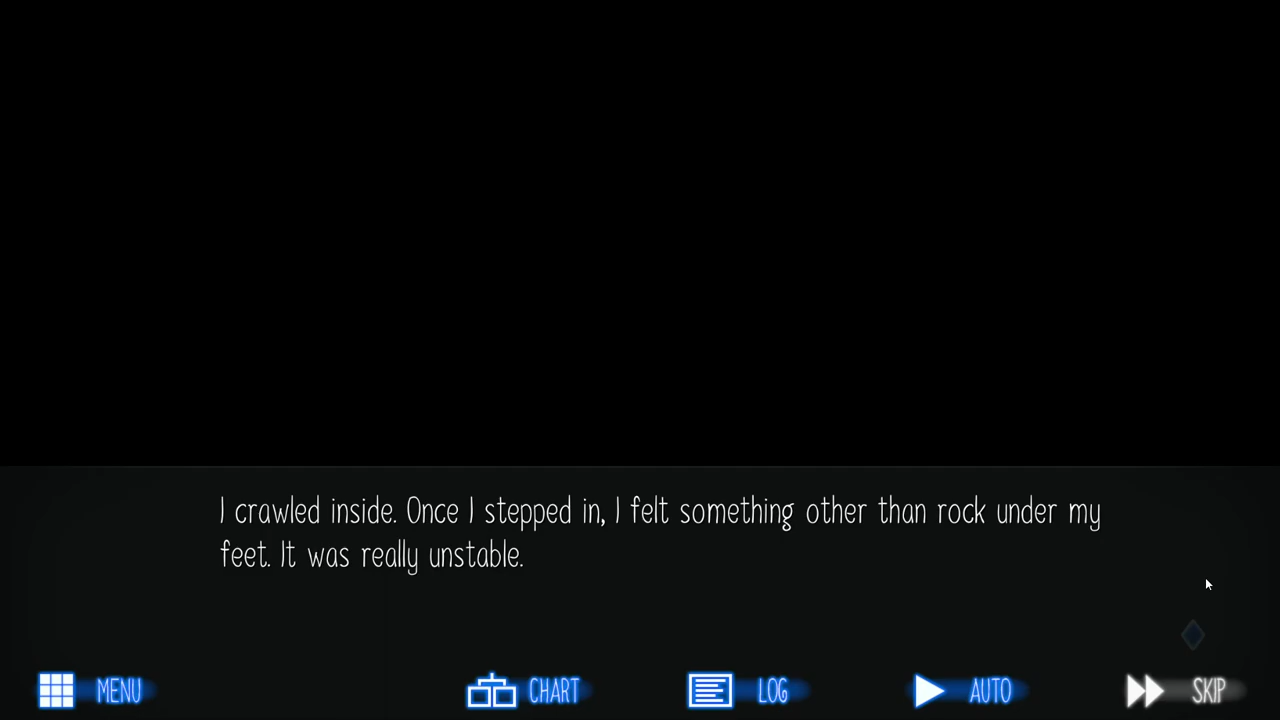 I crawled inside. Once I stepped in, I felt something other than rock under my
feet. It was really unstable.
MENU CHART LOG AUTO SKIP